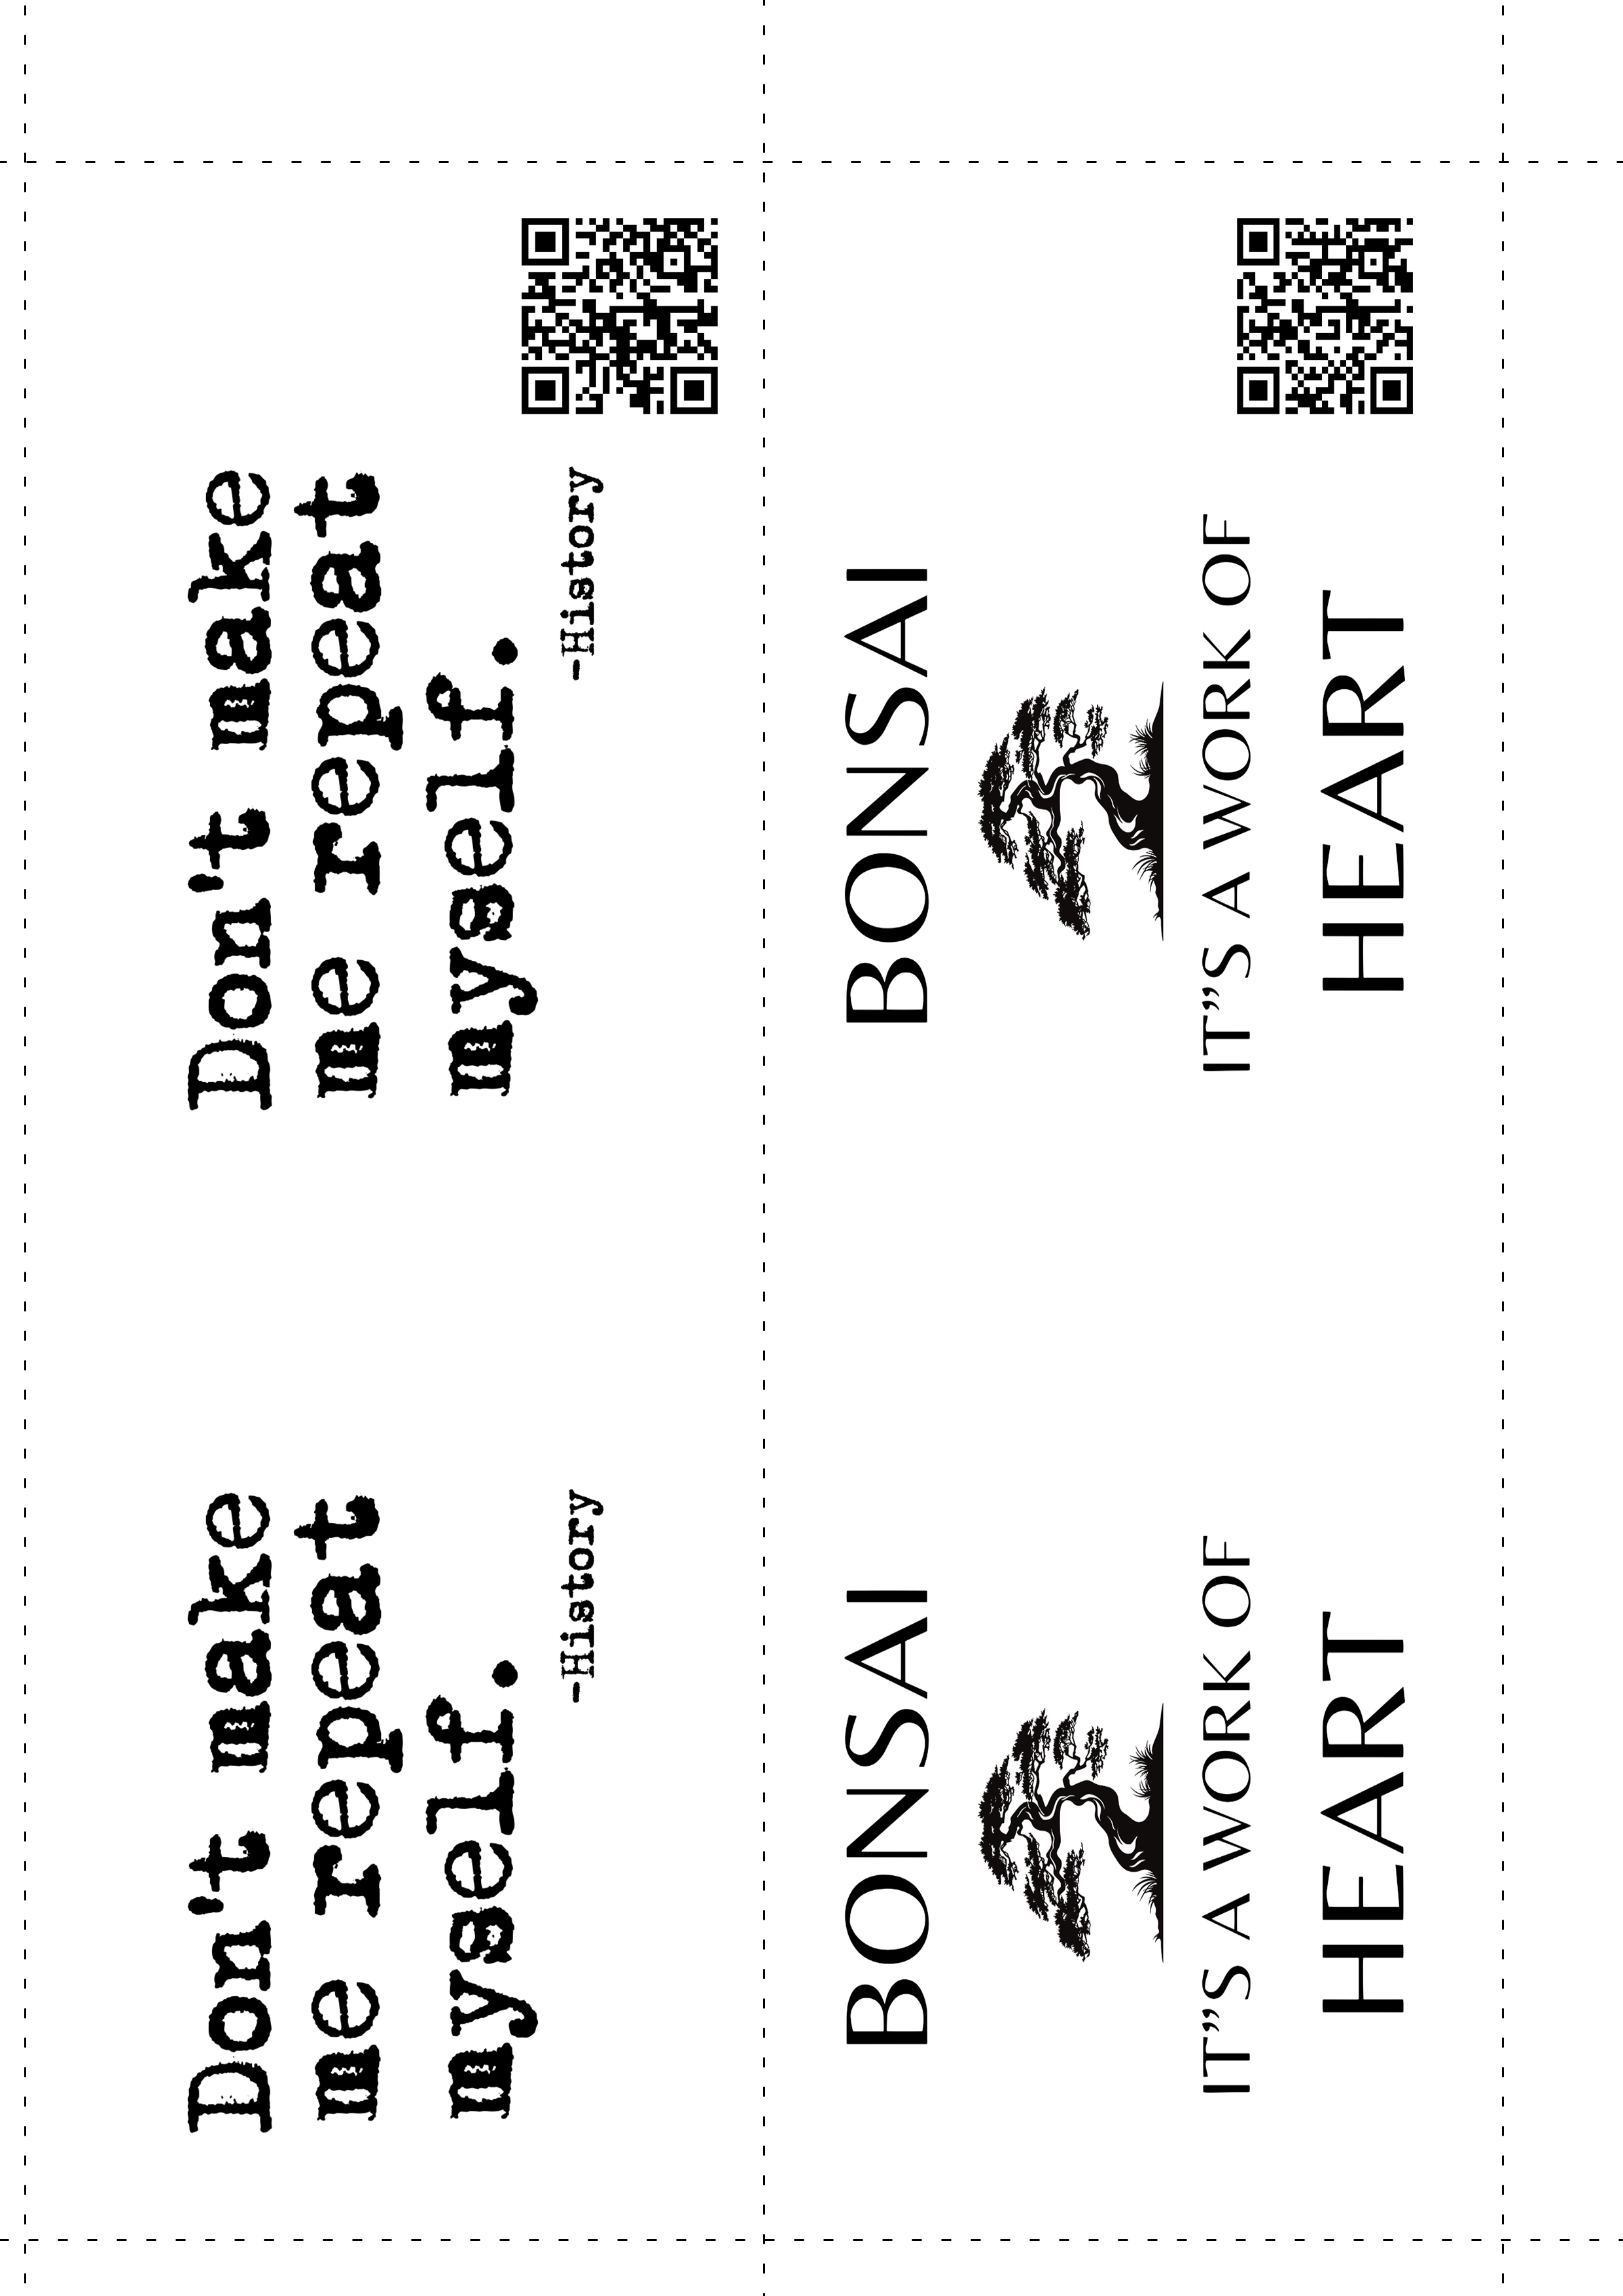 Don't make
me repeat
myself.
-History
Don't make
me repeat
myself.
-History
BONSAI
IT”S A WORK OF
HEART
BONSAI
IT”S A WORK OF
HEART